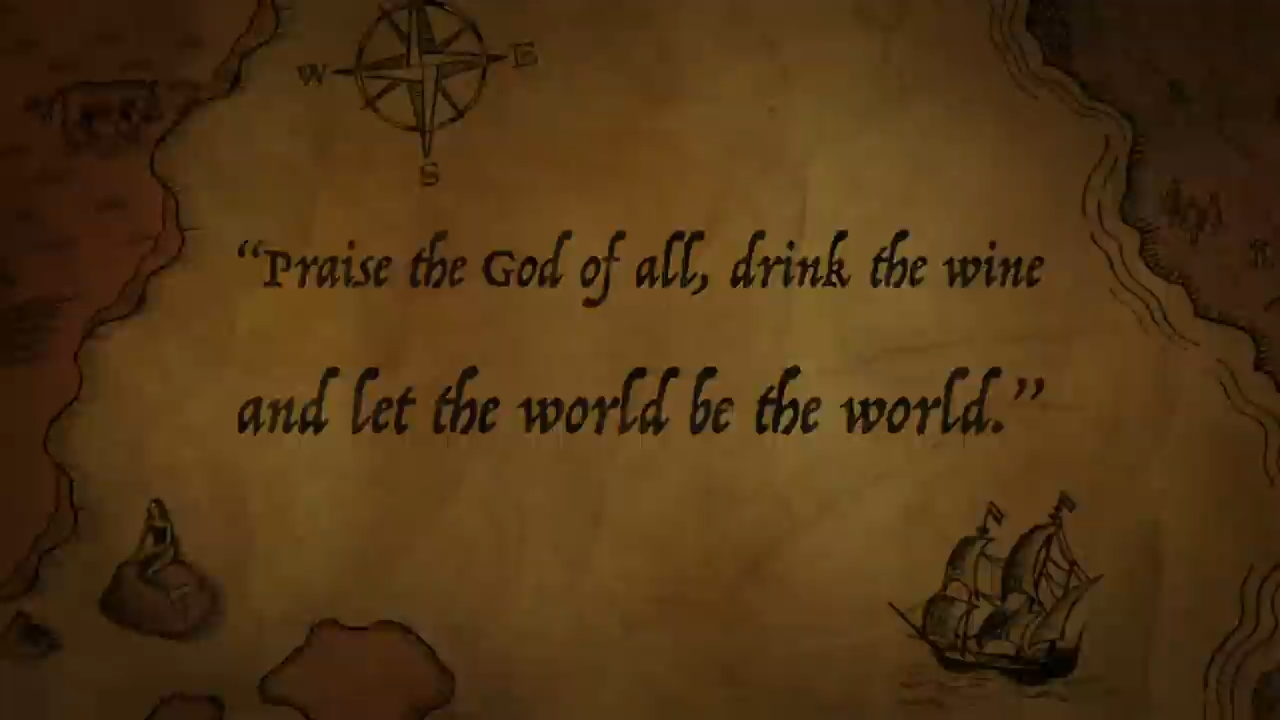 W E
S
“Praise the God of all, drink the wine
and let the world be the world.”